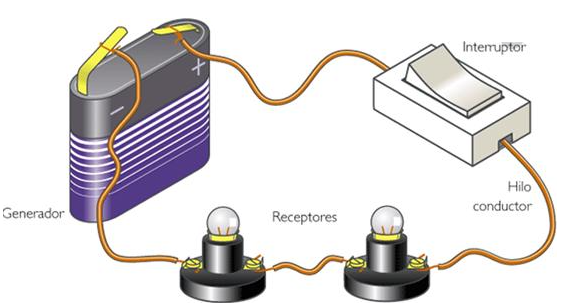 Interruptor
+
−
Hilo
conductor
Generador
Receptores